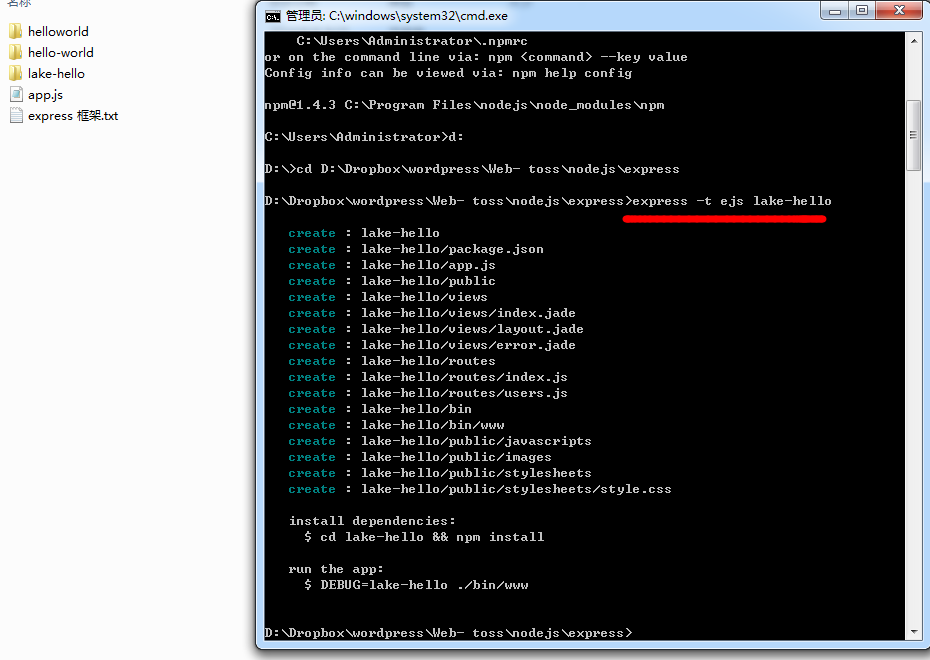 名称
helloworld
hello-world
lake-hello
app.js
express 框架.txt
管理员: C:\windows\system32\cmd.exe
C:\Users\Administrator\.npmrc
or on the command line via: npm <command> --key value
Config info can be viewed via: npm help config
npm@1.4.3 C:\Program Files\nodejs\node_modules\npm
C:\Users\Administrator>d:
D:\>cd D:\Dropbox\wordpress\Web- toss\nodejs\express
D:\Dropbox\wordpress\Web- toss\nodejs\express>express -t ejs lake-hello
create : lake-hello
create : lake-hello/package.json
create : lake-hello/app.js
create : lake-hello/public
create : lake-hello/views
create : lake-hello/views/index.jade
create : lake-hello/views/layout.jade
create : lake-hello/views/error.jade
create : lake-hello/routes
create : lake-hello/routes/index.js
create : lake-hello/routes/users.js
create : lake-hello/bin
create : lake-hello/bin/www
create : lake-hello/public/javascripts
create : lake-hello/public/images
create : lake-hello/public/stylesheets
create : lake-hello/public/stylesheets/style.css
install dependencies:
$ cd lake-hello && npm install
run the app:
$ DEBUG=lake-hello ./bin/www
D:\Dropbox\wordpress\Web- toss\nodejs\express>